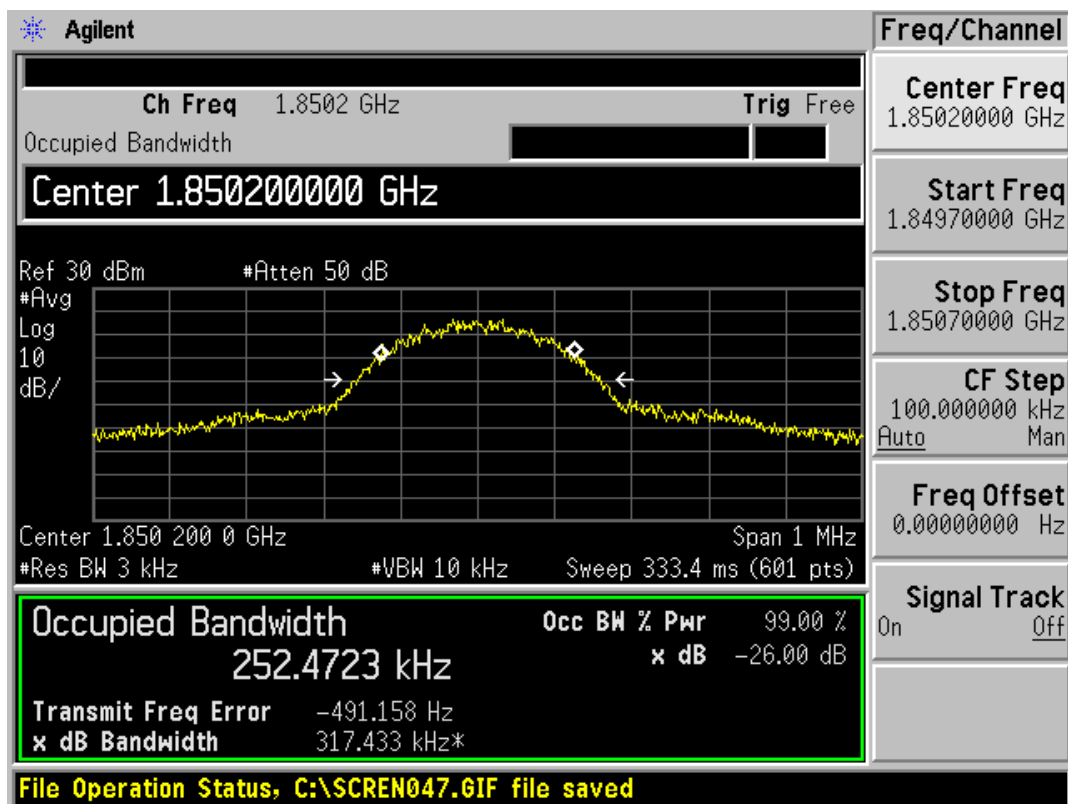 Agilent
Freq/Channel
Ch Freq 1.8502 GHz Trig Free
Occupied Bandwidth
Center 1.850200000 GHz
Ref 30 dBm #Atten 50 dB
#Avg
Log
10
dB/
Center 1.850 200 0 GHz Span 1 MHz
#Res BW 3 kHz #VBW 10 kHz Sweep 333.4 ms (601 pts)
Occupied Bandwidth Occ BW % Pwr 99.00 %
252.4723 kHz x dB -26.00 dB
Transmit Freq Error -491.158 Hz
x dB Bandwidth 317.433 kHz*
File Operation Status, C:\SCREN047.GIF file saved
Center Freq
1.85020000 GHz
Start Freq
1.84970000 GHz
Stop Freq
1.85070000 GHz
CF Step
100.000000 kHz
Auto Man
Freq Offset
0.00000000 Hz
Signal Track
On Off